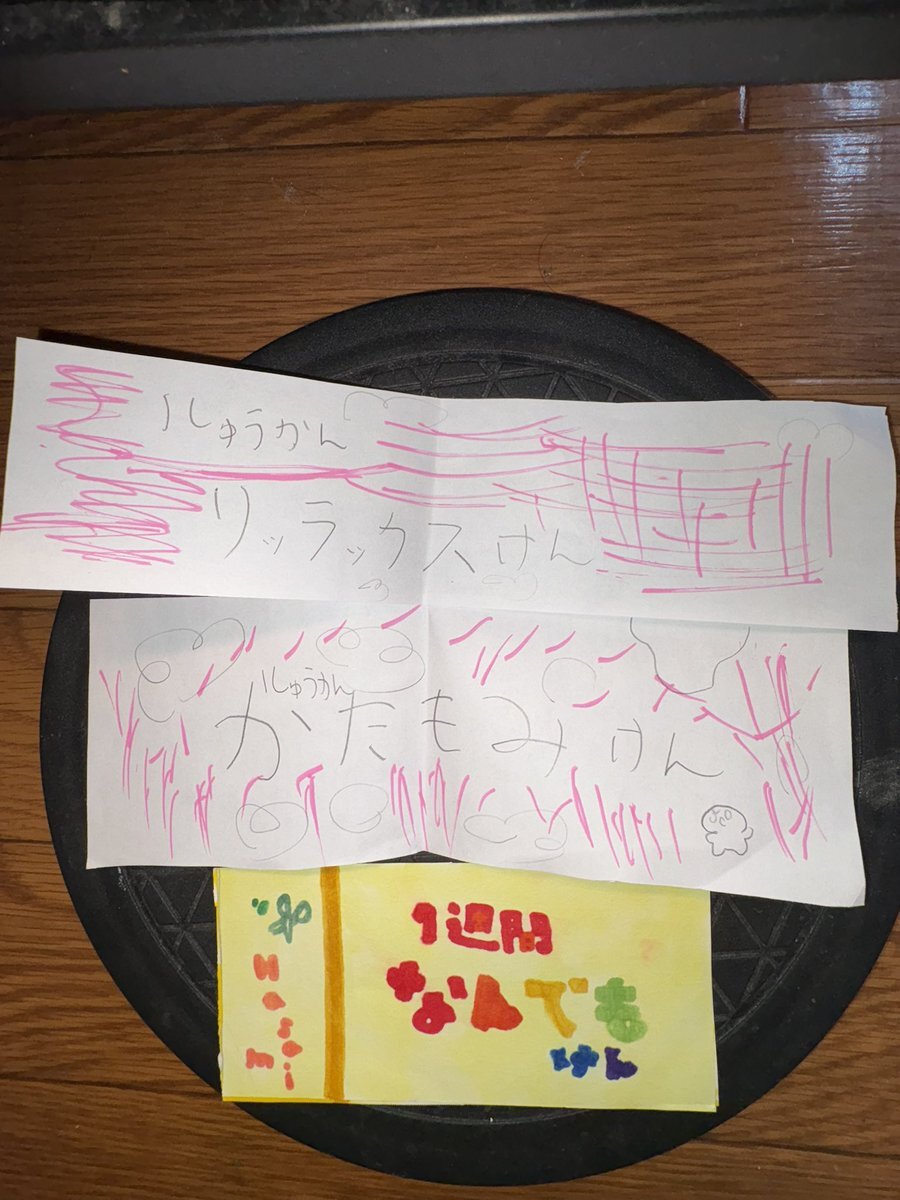 1しゅうかん
リッラックスけん
1しゅうかん
かたもみけん
1週間
なんでも
けん